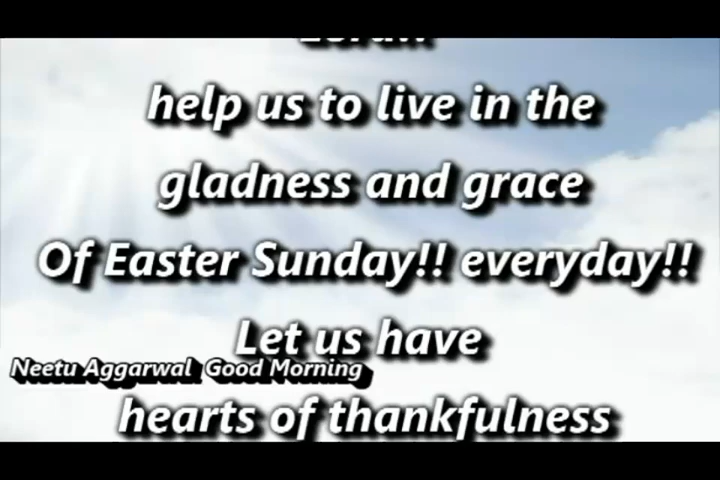 help us to live in the
gladness and grace
Of Easter Sunday!! everyday!!
Let us have
Neetu Aggarwal Good Morning
hearts of thankfulness